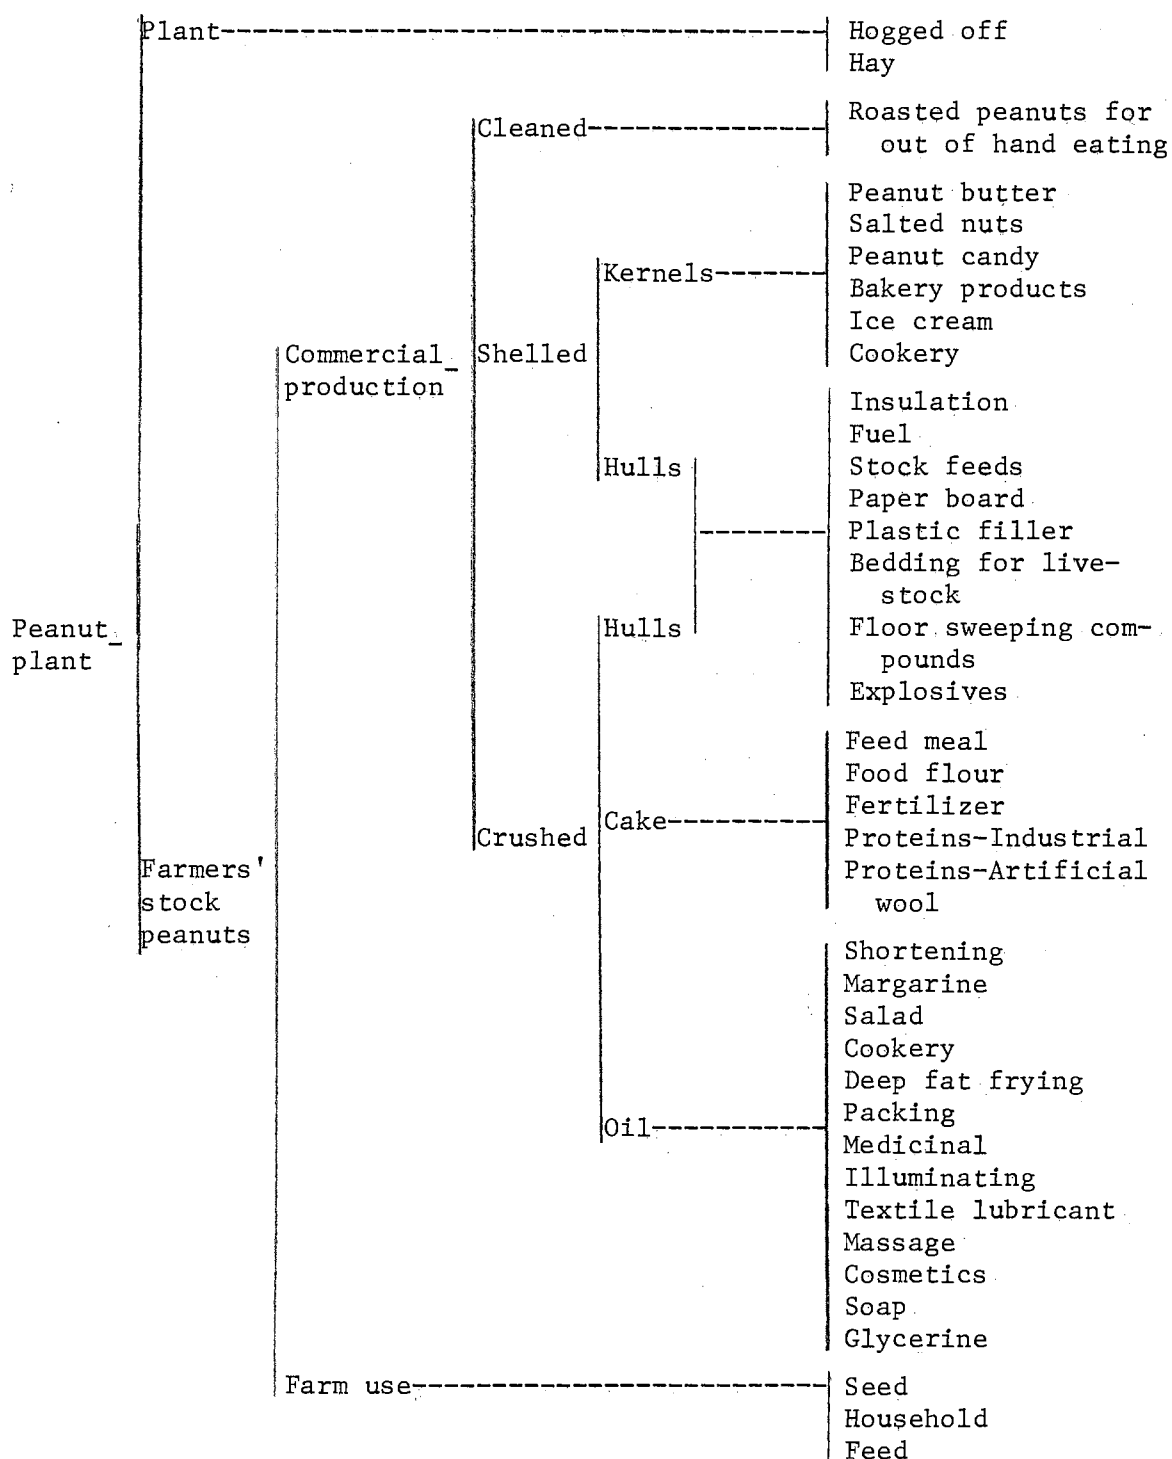 Plant
Hogged off
Hay
Cleaned
Roasted peanuts for
out of hand eating
Kernels
Peanut butter
Salted nuts
Peanut candy
Bakery products
Ice cream
Cookery
Commercial
production
Shelled
Hulls
Hulls
Insulation
Fuel
Stock feeds
Paper board
Plastic filler
Bedding for live-
stock
Floor sweeping com-
pounds
Explosives
Peanut
plant
Crushed
Cake
Feed meal
Food flour
Fertilizer
Proteins-Industrial
Proteins-Artificial
wool
Farmers'
stock
peanuts
Oil
Shortening
Margarine
Salad
Cookery
Deep fat frying
Packing
Medicinal
Illuminating
Textile lubricant
Massage
Cosmetics
Soap
Glycerine
Farm use
Seed
Household
Feed